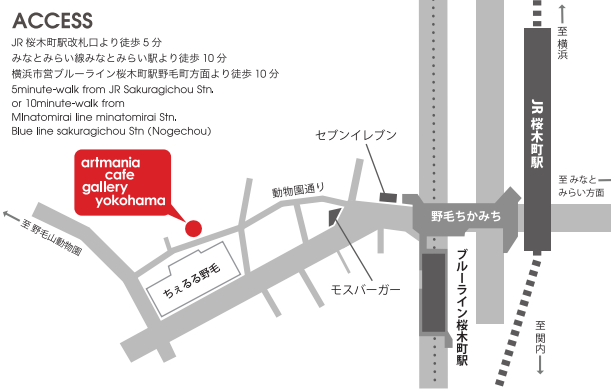 ACCESS
JR 桜木町駅改札口より徒歩 5 分
みなとみらい線みなとみらい駅より徒歩 10 分
横浜市営ブルーライン桜木町駅野毛町方面より徒歩 10 分
5minute-walk from JR Sakuragichou Stn.
or 10minute-walk from
MInatomirai line minatomirai Stn.
Blue line sakuragichou Stn (Nogechou)
至 横浜
JR 桜木町駅
セブンイレブン
artmania
cafe
gallery
yokohama
動物園通り
至 みなと
みらい方面
野毛ちかみち
至 野毛山動物園
ちぇるる野毛
モスバーガー
ブルーライン桜木町駅
至 関内